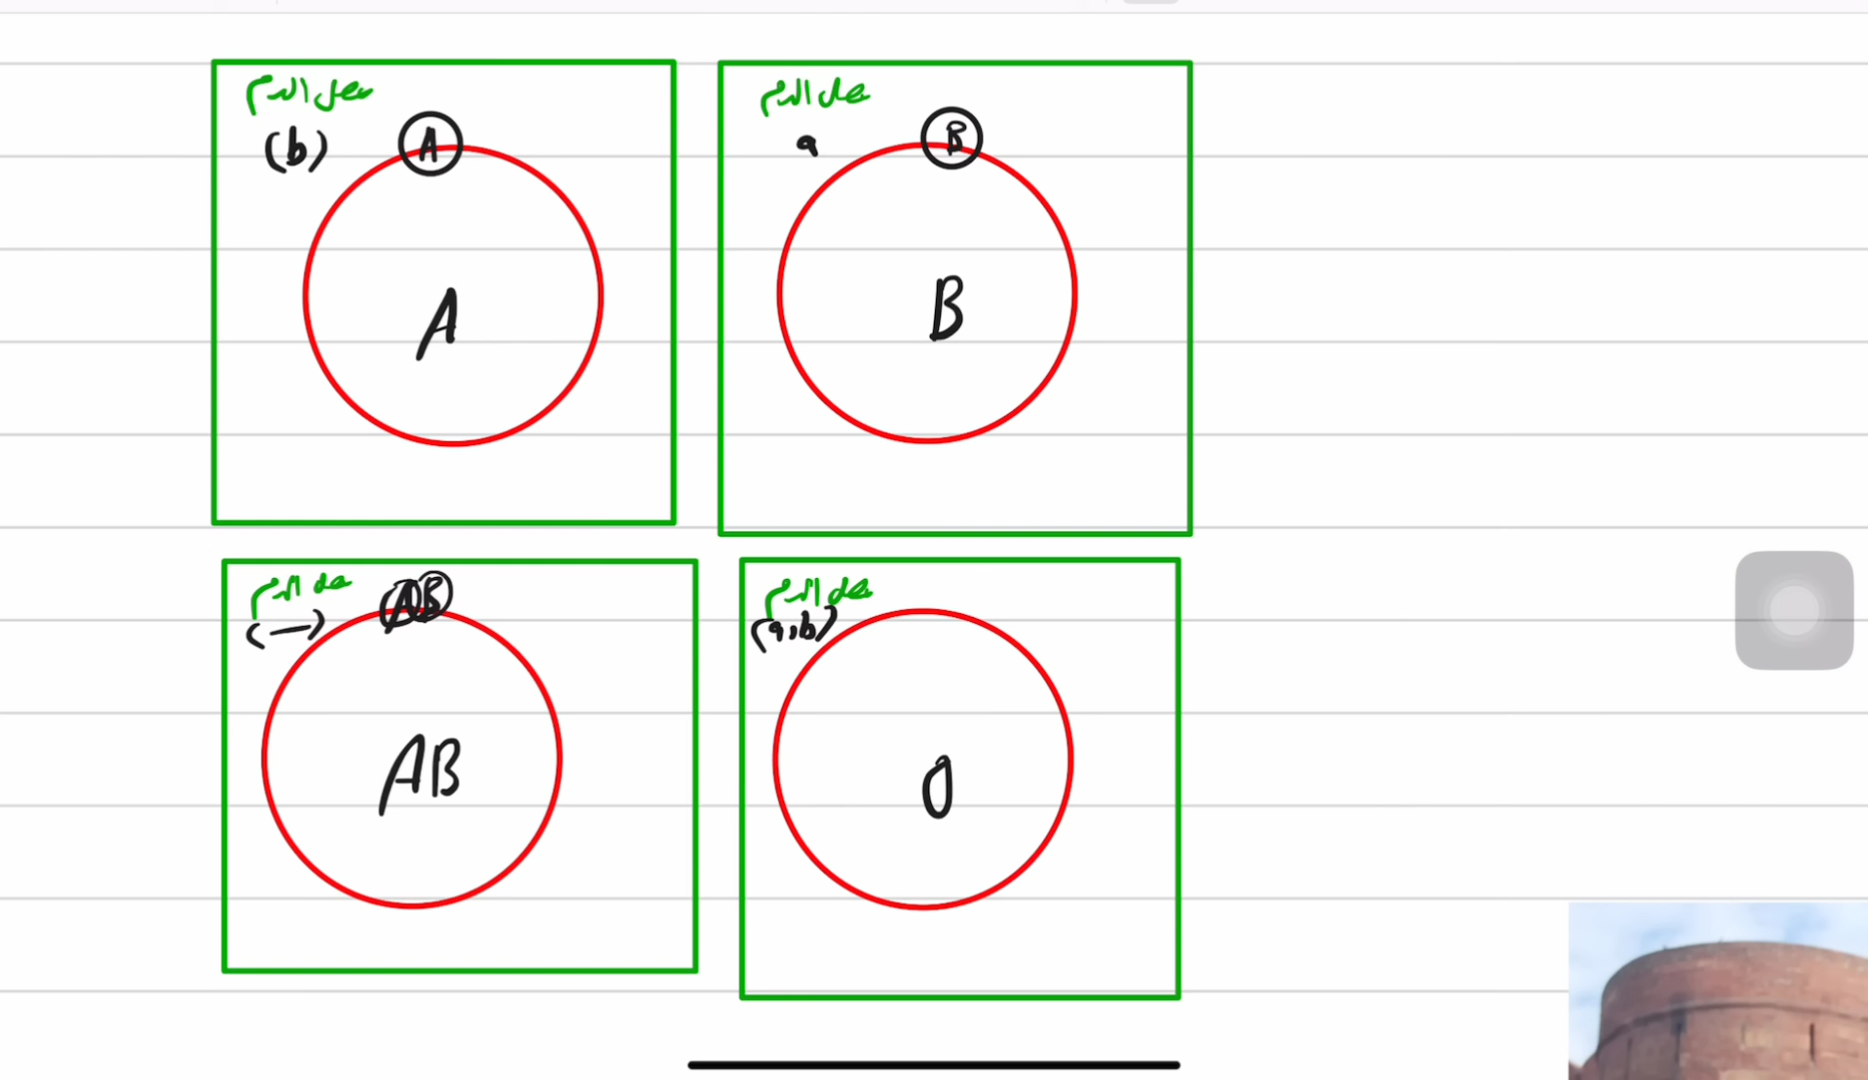 مصل الدم
(b) A
A
مصل الدم
a B
B
مصل الدم
(—) AB
AB
مصل الدم
(a,b)
O